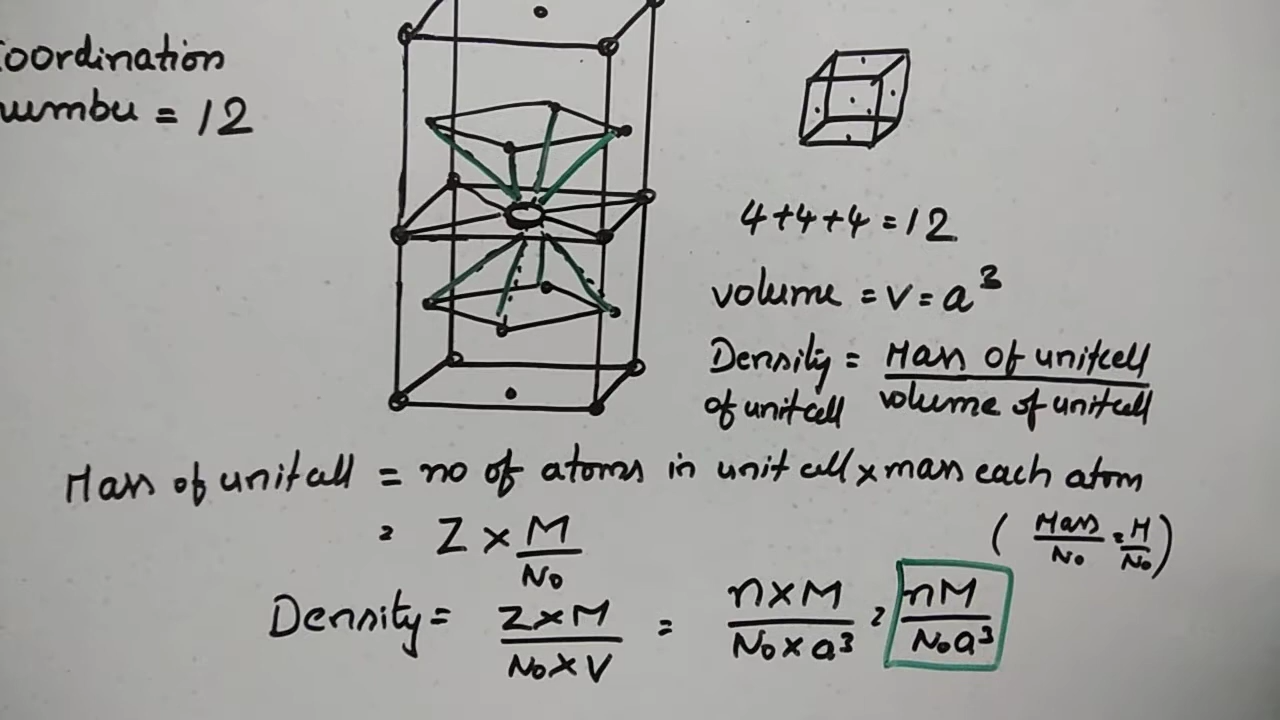 Coordination
number = 12
4+4+4=12
volume = v = a³
Density = Mass of unitcell
of unitcell volume of unitcell
Mass of unitcell = no of atoms in unit cell × mass each atom
= Z × M/N₀
( Mass/N₀ = M/N₀ )
Density = Z×M/N₀×V = n×M/N₀×a³ = nM/N₀a³